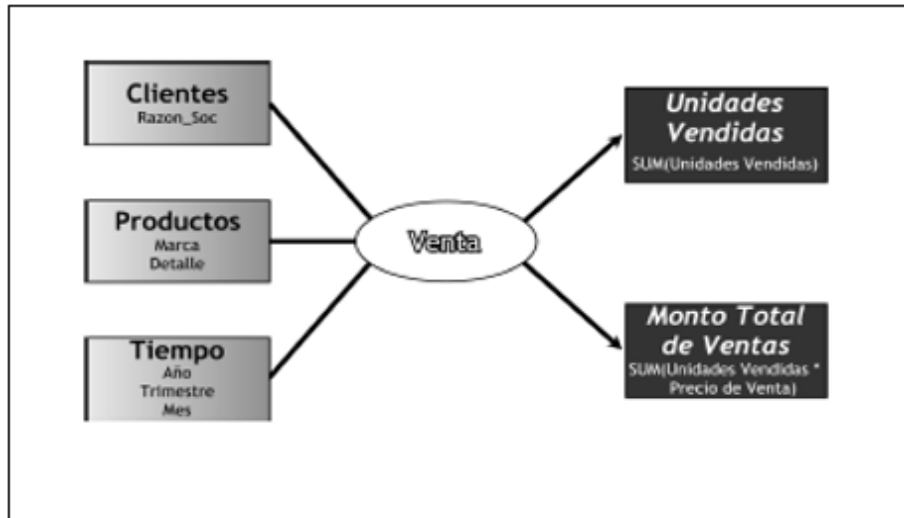 Clientes
Razon_Soc
Productos
Marca
Detalle
Tiempo
Año
Trimestre
Mes
Venta
Unidades
Vendidas
SUM(Unidades Vendidas)
Monto Total
de Ventas
SUM(Unidades Vendidas *
Precio de Venta)